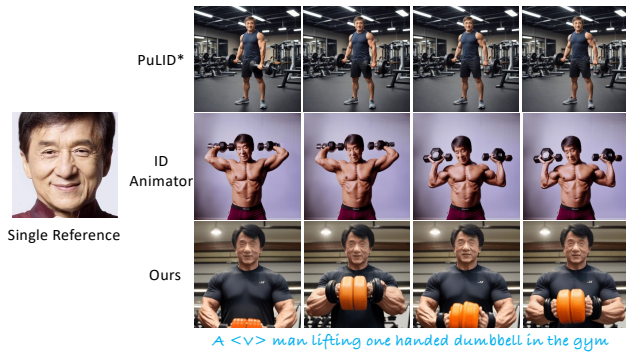 PuLID*
ID
Animator
Single Reference
Ours
A <v> man lifting one handed dumbbell in the gym